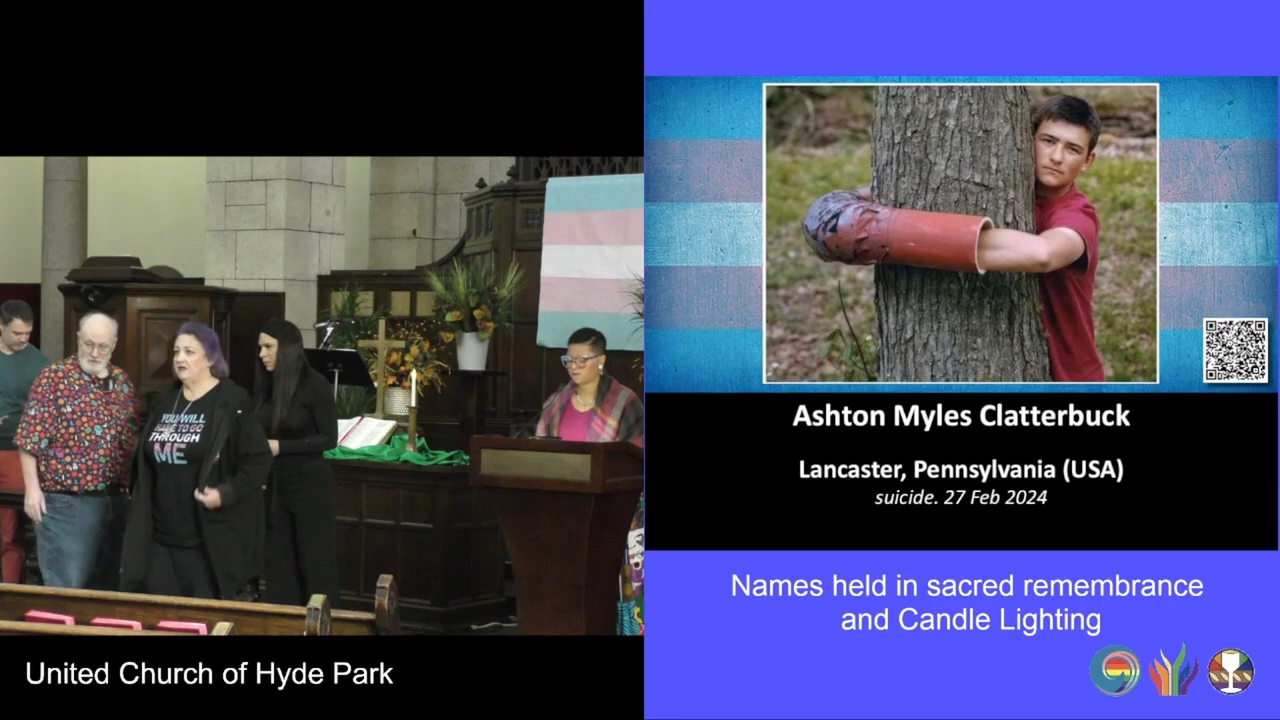 YOU WILL
HAVE TO GO
THROUGH
ME
United Church of Hyde Park
Ashton Myles Clatterbuck
Lancaster, Pennsylvania (USA)
suicide. 27 Feb 2024
Names held in sacred remembrance
and Candle Lighting